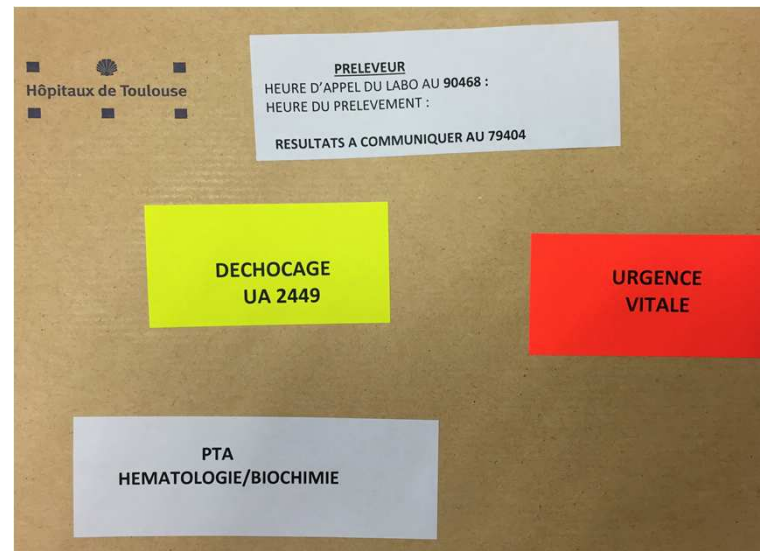 Hôpitaux de Toulouse
PRELEVEUR
HEURE D'APPEL DU LABO AU 90468 :
HEURE DU PRELEVEMENT :
RESULTATS A COMMUNIQUER AU 79404
DECHOCAGE
UA 2449
URGENCE
VITALE
PTA
HEMATOLOGIE/BIOCHIMIE